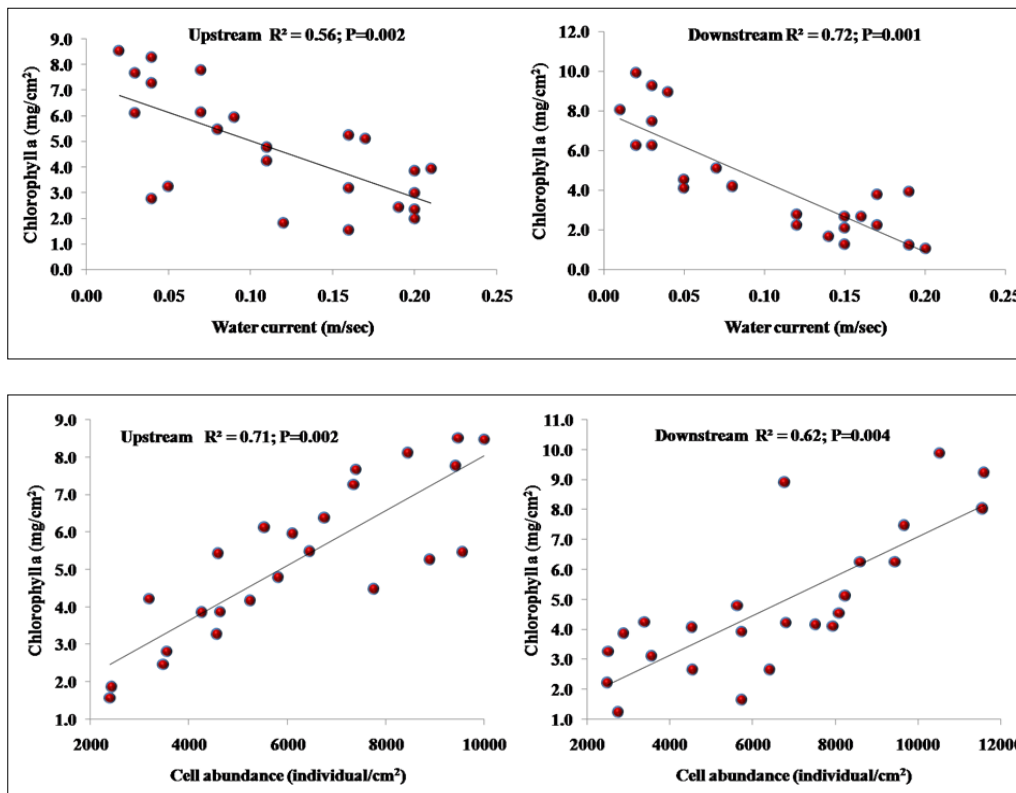 Upstream R² = 0.56; P=0.002
9.0
8.0
7.0
6.0
5.0
4.0
3.0
2.0
1.0
0.0
Chlorophyll a (mg/cm²)
0.00 0.05 0.10 0.15 0.20 0.25
Water current (m/sec)
Downstream R² = 0.72; P=0.001
12.0
10.0
8.0
6.0
4.0
2.0
0.0
Chlorophyll a (mg/cm²)
0.00 0.05 0.10 0.15 0.20 0.25
Water current (m/sec)
Upstream R² = 0.71; P=0.002
9.0
8.0
7.0
6.0
5.0
4.0
3.0
2.0
1.0
Chlorophyll a (mg/cm²)
2000 4000 6000 8000 10000
Cell abundance (individual/cm²)
Downstream R² = 0.62; P=0.004
11.0
10.0
9.0
8.0
7.0
6.0
5.0
4.0
3.0
2.0
1.0
Chlorophyll a (mg/cm²)
2000 4000 6000 8000 10000 12000
Cell abundance (individual/cm²)